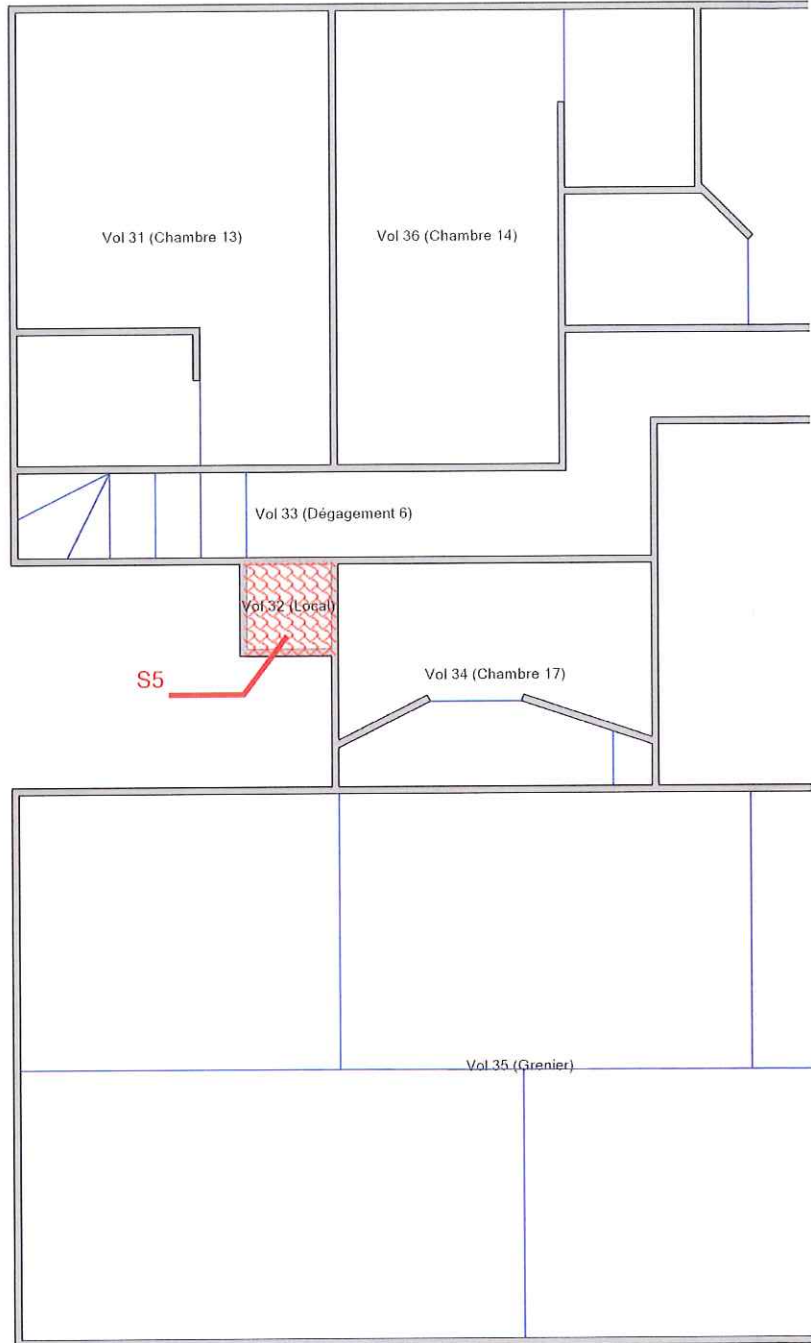 Vol 31 (Chambre 13)
Vol 36 (Chambre 14)
Vol 33 (Dégagement 6)
Vol 32 (Local)
S5
Vol 34 (Chambre 17)
Vol 35 (Grenier)